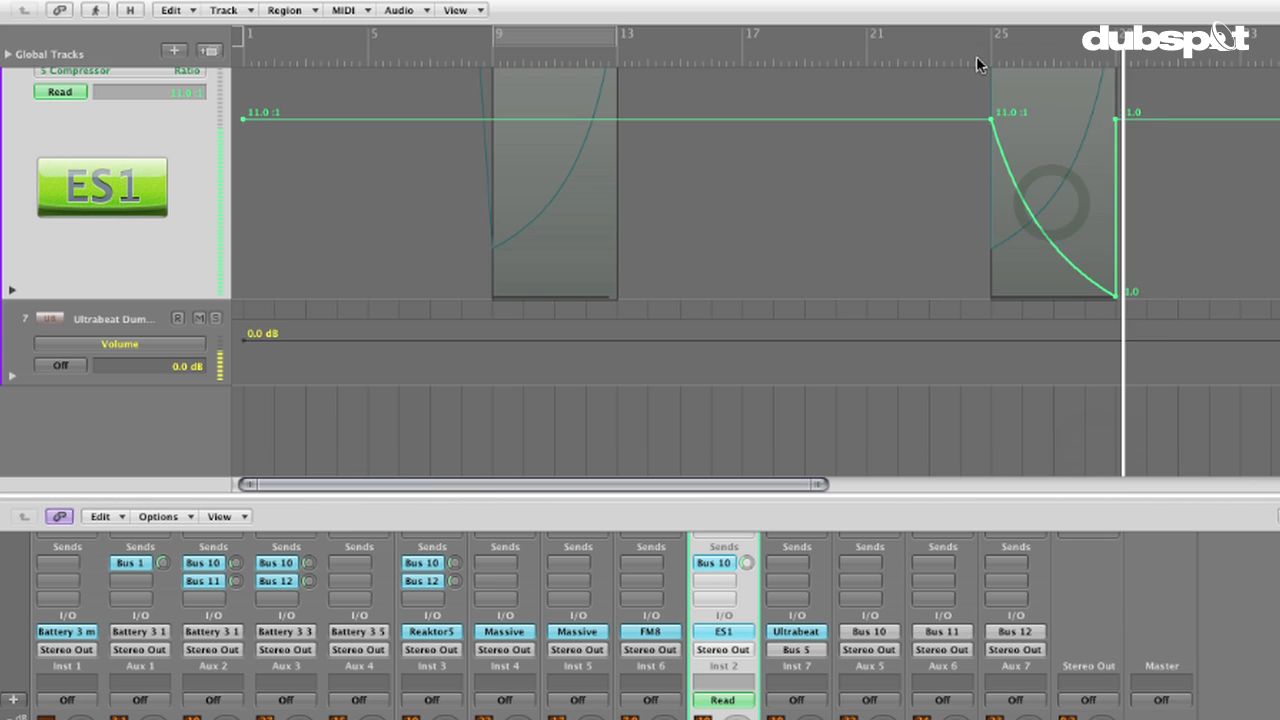 H Edit Track Region MIDI Audio View
1 5 9 13 17 21 25
dubspot
Global Tracks
5 Compressor Ratio
Read 11.0 :1
11.0 :1 11.0 :1 1.0
ES1
1.0
7 UB Ultrabeat Dum... R M S
Volume
0.0 dB
Off 0.0 dB
Edit Options View
Sends Sends Sends Sends Sends Sends Sends Sends Sends Sends Sends Sends Sends Sends
Bus 1 Bus 10 Bus 10 Bus 10 Bus 10
Bus 11 Bus 12 Bus 12
I/O I/O I/O I/O I/O I/O I/O I/O I/O I/O I/O I/O I/O I/O
Battery 3 m Battery 3 1 Battery 3 1 Battery 3 3 Battery 3 5 Reaktor5 Massive Massive FM8 ES1 Ultrabeat Bus 10 Bus 11 Bus 12
Stereo Out Stereo Out Stereo Out Stereo Out Stereo Out Stereo Out Stereo Out Stereo Out Stereo Out Stereo Out Bus 5 Stereo Out Stereo Out Stereo Out
Inst 1 Aux 1 Aux 2 Aux 3 Aux 4 Inst 3 Inst 4 Inst 5 Inst 6 Inst 2 Inst 7 Aux 5 Aux 6 Aux 7 Stereo Out Master
Off Off Off Off Off Off Off Off Off Read Off Off Off Off Off Off